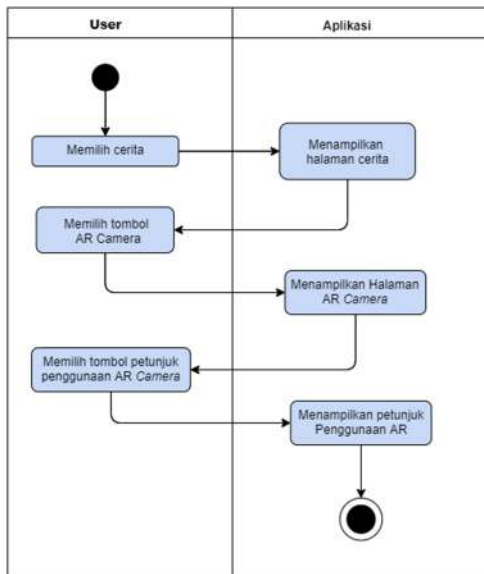 User
Aplikasi
Memilih cerita
Menampilkan
halaman cerita
Memilih tombol
AR Camera
Menampilkan Halaman
AR Camera
Memilih tombol petunjuk
penggunaan AR Camera
Menampilkan petunjuk
Penggunaan AR